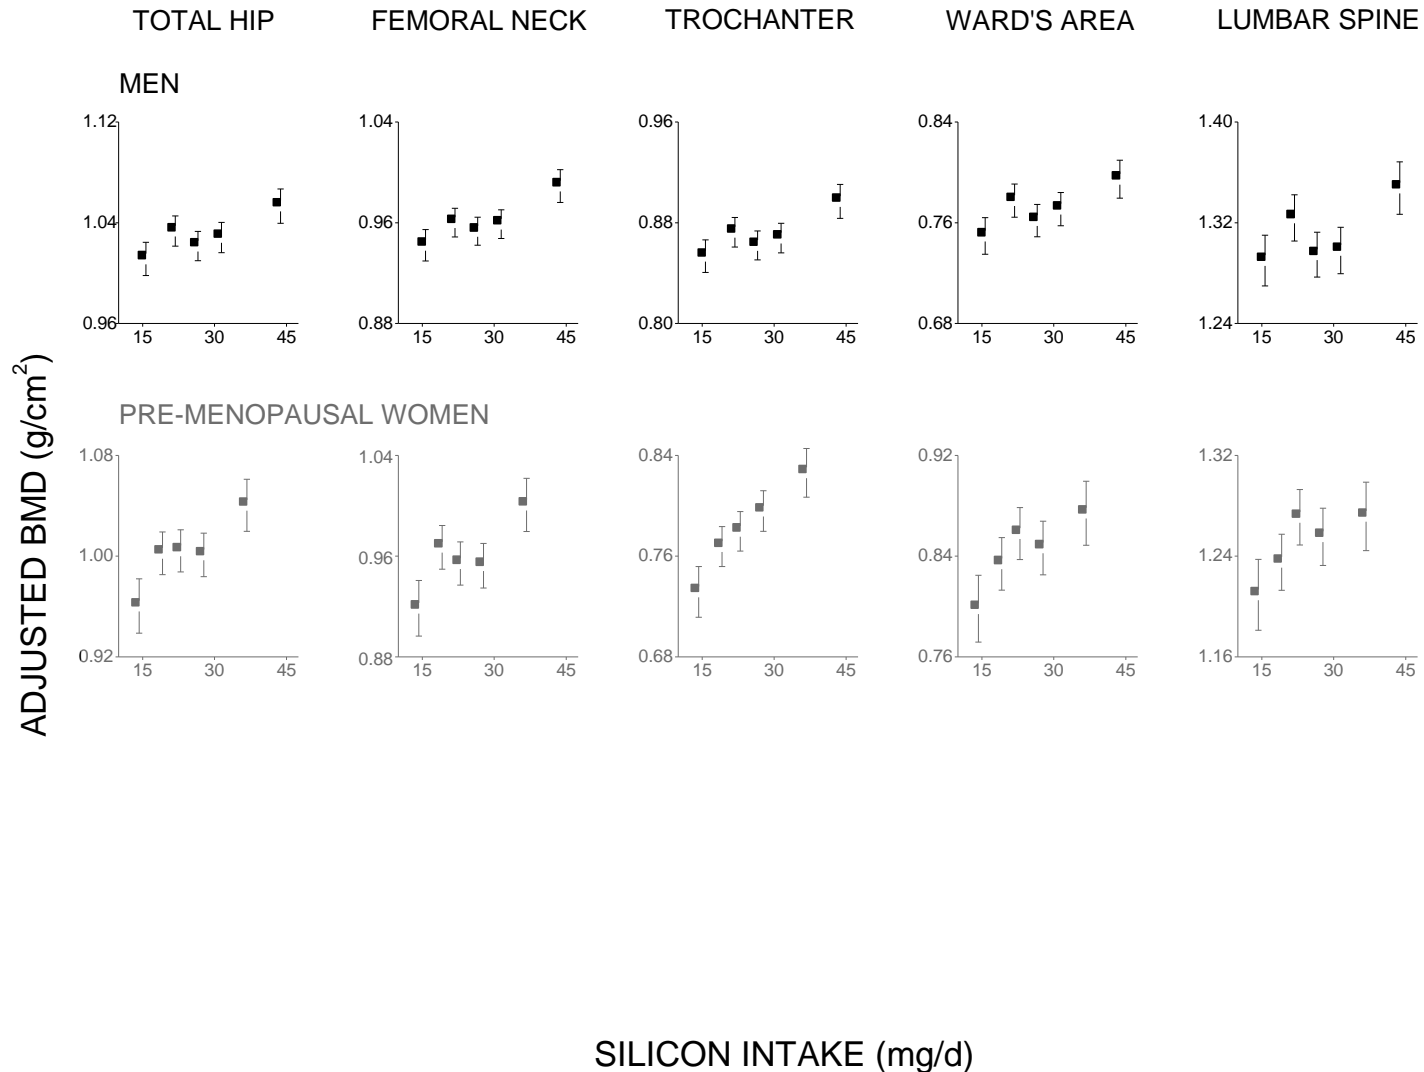 TOTAL HIP FEMORAL NECK TROCHANTER WARD'S AREA LUMBAR SPINE
MEN
1.12 1.04 0.96 0.84 1.40
1.04 0.96 0.88 0.76 1.32
0.96 0.88 0.80 0.68 1.24
15 30 45 15 30 45 15 30 45 15 30 45 15 30 45
ADJUSTED BMD (g/cm²)
PRE-MENOPAUSAL WOMEN
1.08 1.04 0.84 0.92 1.32
1.00 0.96 0.76 0.84 1.24
0.92 0.88 0.68 0.76 1.16
15 30 45 15 30 45 15 30 45 15 30 45 15 30 45
SILICON INTAKE (mg/d)